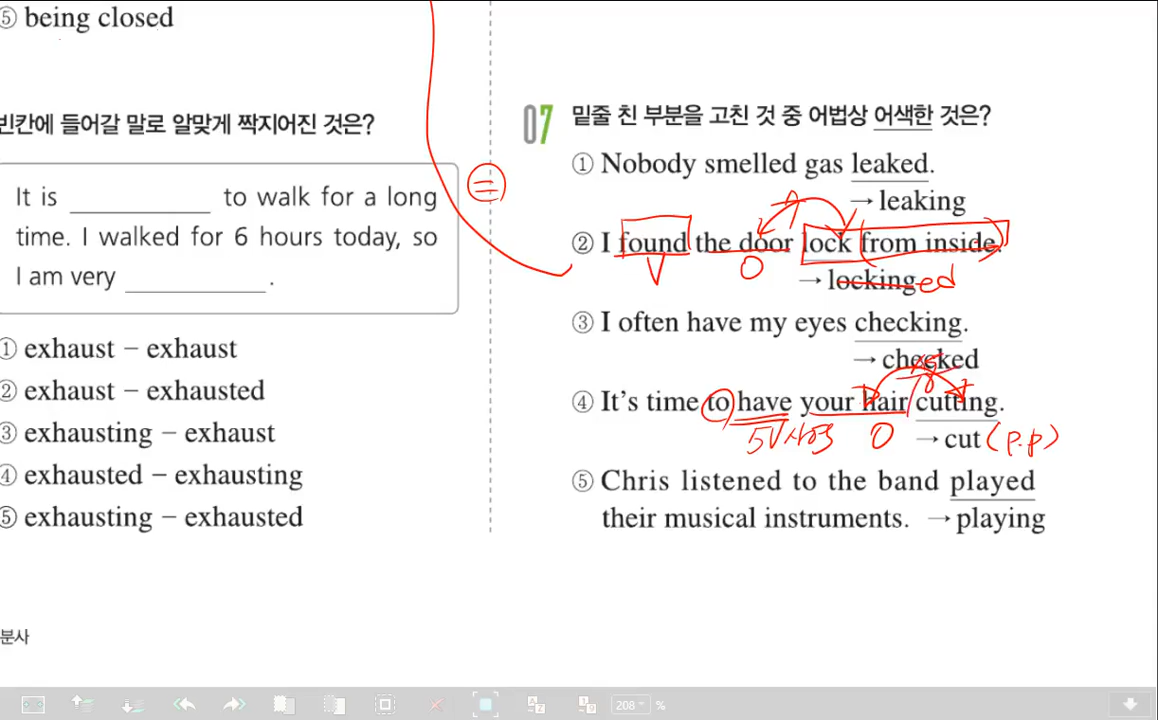 ⑤ being closed
빈칸에 들어갈 말로 알맞게 짝지어진 것은?
It is ____________ to walk for a long
time. I walked for 6 hours today, so
I am very ____________.
① exhaust – exhaust
② exhaust – exhausted
③ exhausting – exhaust
④ exhausted – exhausting
⑤ exhausting – exhausted
분사
07 밑줄 친 부분을 고친 것 중 어법상 어색한 것은?
① Nobody smelled gas leaked.
→ leaking
② I found the door lock from inside.
V O → locking ed
③ I often have my eyes checking.
→ checked
④ It's time to have your hair cutting.
O → cut (p.p)
⑤ Chris listened to the band played
their musical instruments. → playing
208 %